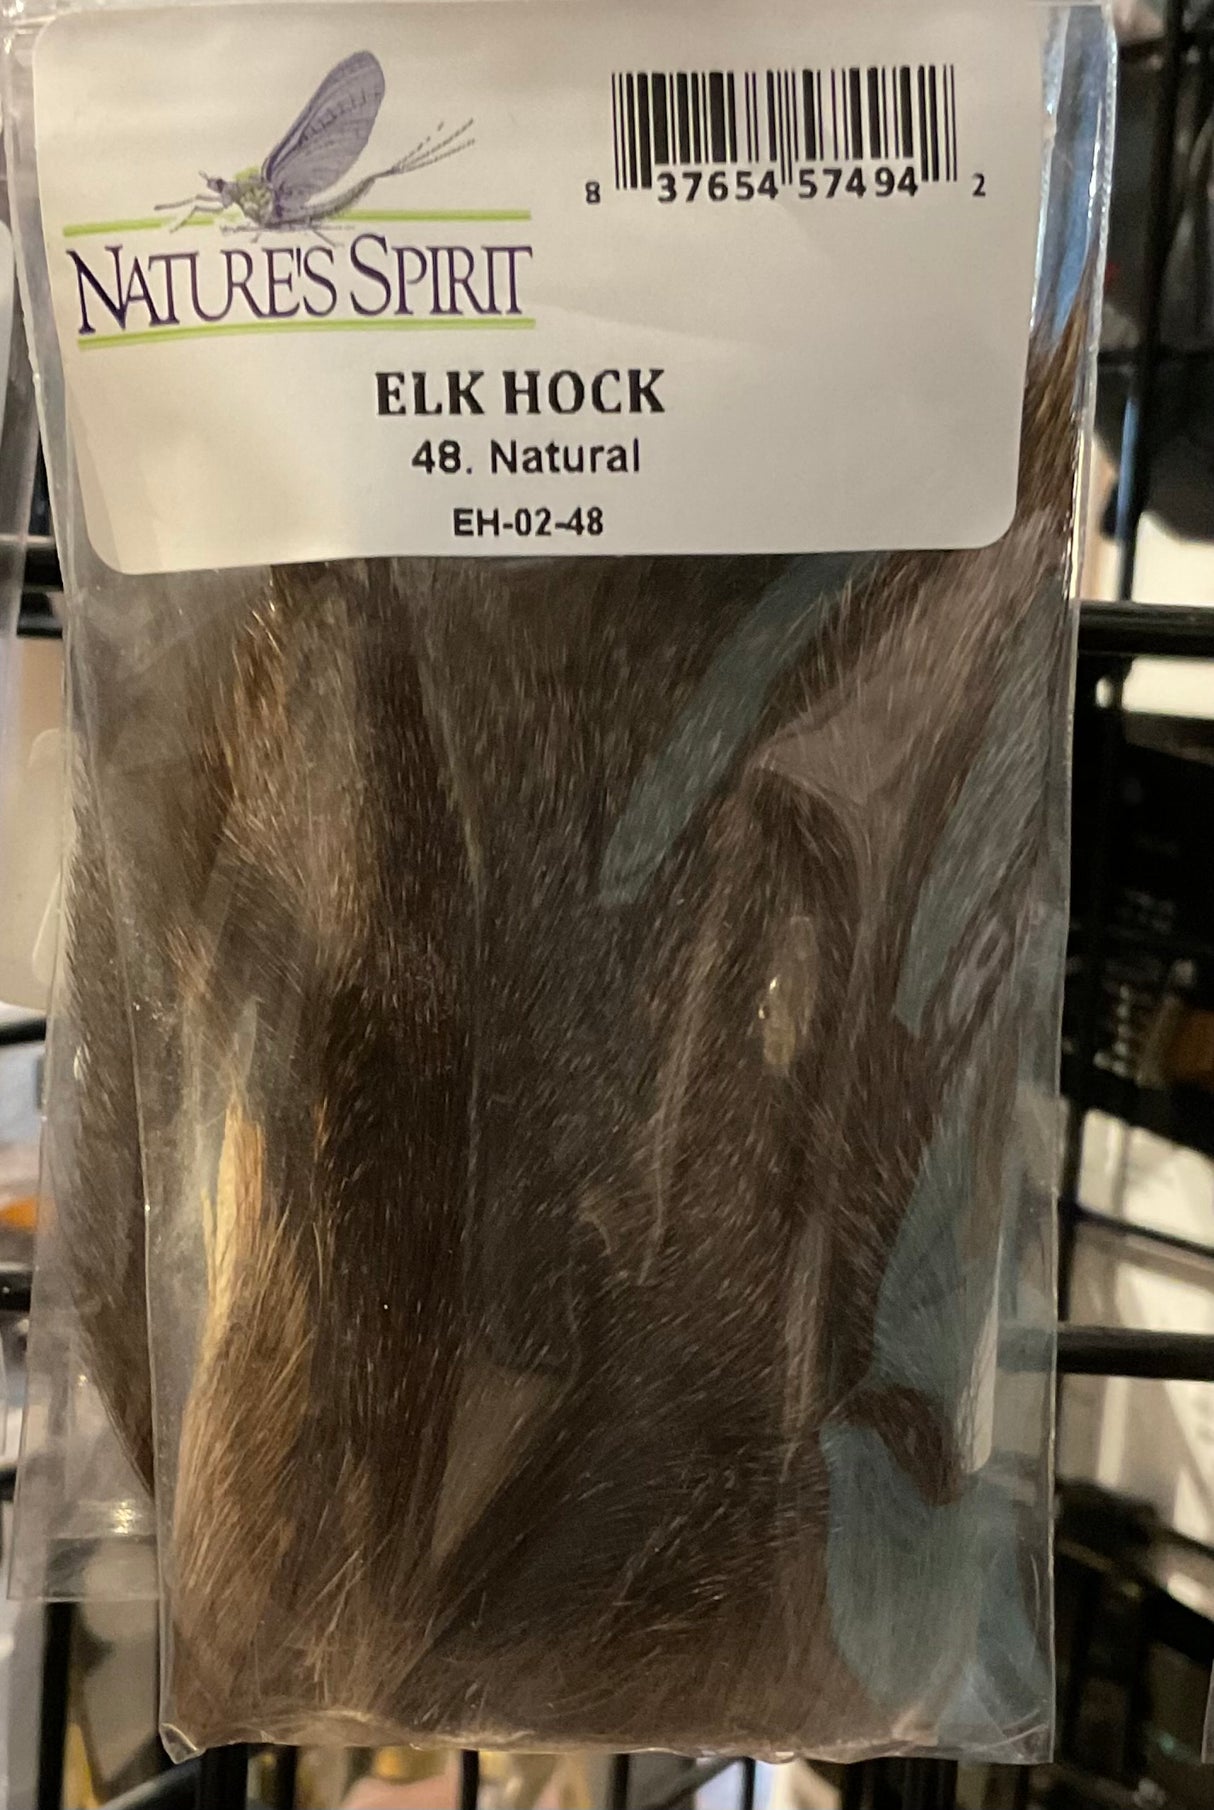 8 37654 57494 2
NATURE'S SPIRIT
ELK HOCK
48. Natural
EH-02-48